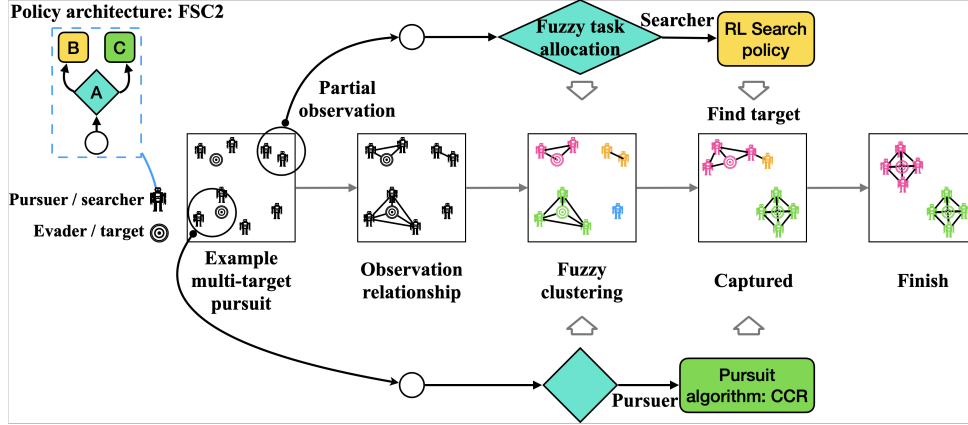 Policy architecture: FSC2
B
C
A
Partial
observation
Fuzzy task
allocation
Searcher
RL Search
policy
Find target
Pursuer / searcher
Evader / target
Example
multi-target
pursuit
Observation
relationship
Fuzzy
clustering
Captured
Finish
Pursuer
Pursuit
algorithm: CCR